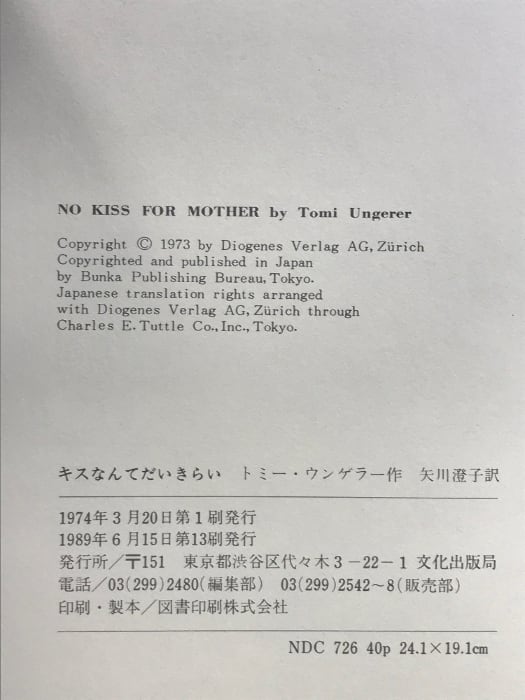 NO KISS FOR MOTHER by Tomi Ungerer
Copyright © 1973 by Diogenes Verlag AG, Zürich
Copyrighted and published in Japan
by Bunka Publishing Bureau, Tokyo.
Japanese translation rights arranged
with Diogenes Verlag AG, Zürich through
Charles E. Tuttle Co., Inc., Tokyo.
キスなんてだいきらい トミー・ウンゲラー作 矢川澄子訳
1974年3月20日第1刷発行
1989年6月15日第13刷発行
発行所／〒151 東京都渋谷区代々木3－22－1 文化出版局
電話／03(299)2480(編集部) 03(299)2542～8(販売部)
印刷・製本／図書印刷株式会社
NDC 726 40p 24.1×19.1cm